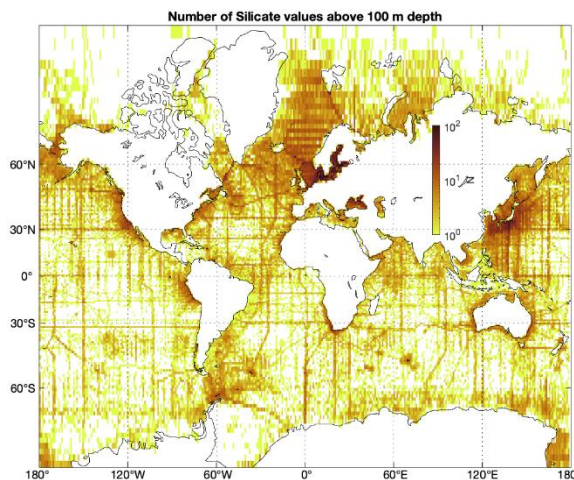 Number of Silicate values above 100 m depth
10²
10¹
N
10⁰
60°N
30°N
0°
30°S
60°S
180°W 120°W 60°W 0° 60°E 120°E 180°E